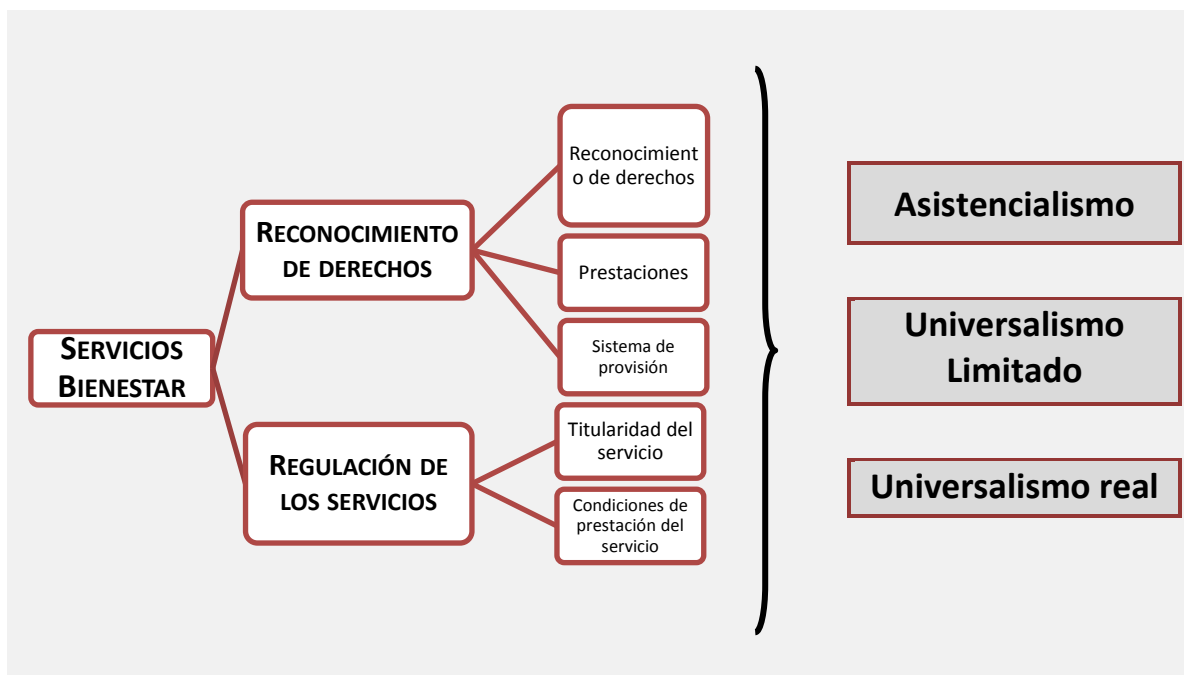 SERVICIOS
BIENESTAR
RECONOCIMIENTO
DE DERECHOS
Reconocimient
o de derechos
Prestaciones
Sistema de
provisión
REGULACIÓN DE
LOS SERVICIOS
Titularidad del
servicio
Condiciones de
prestación del
servicio
Asistencialismo
Universalismo
Limitado
Universalismo real